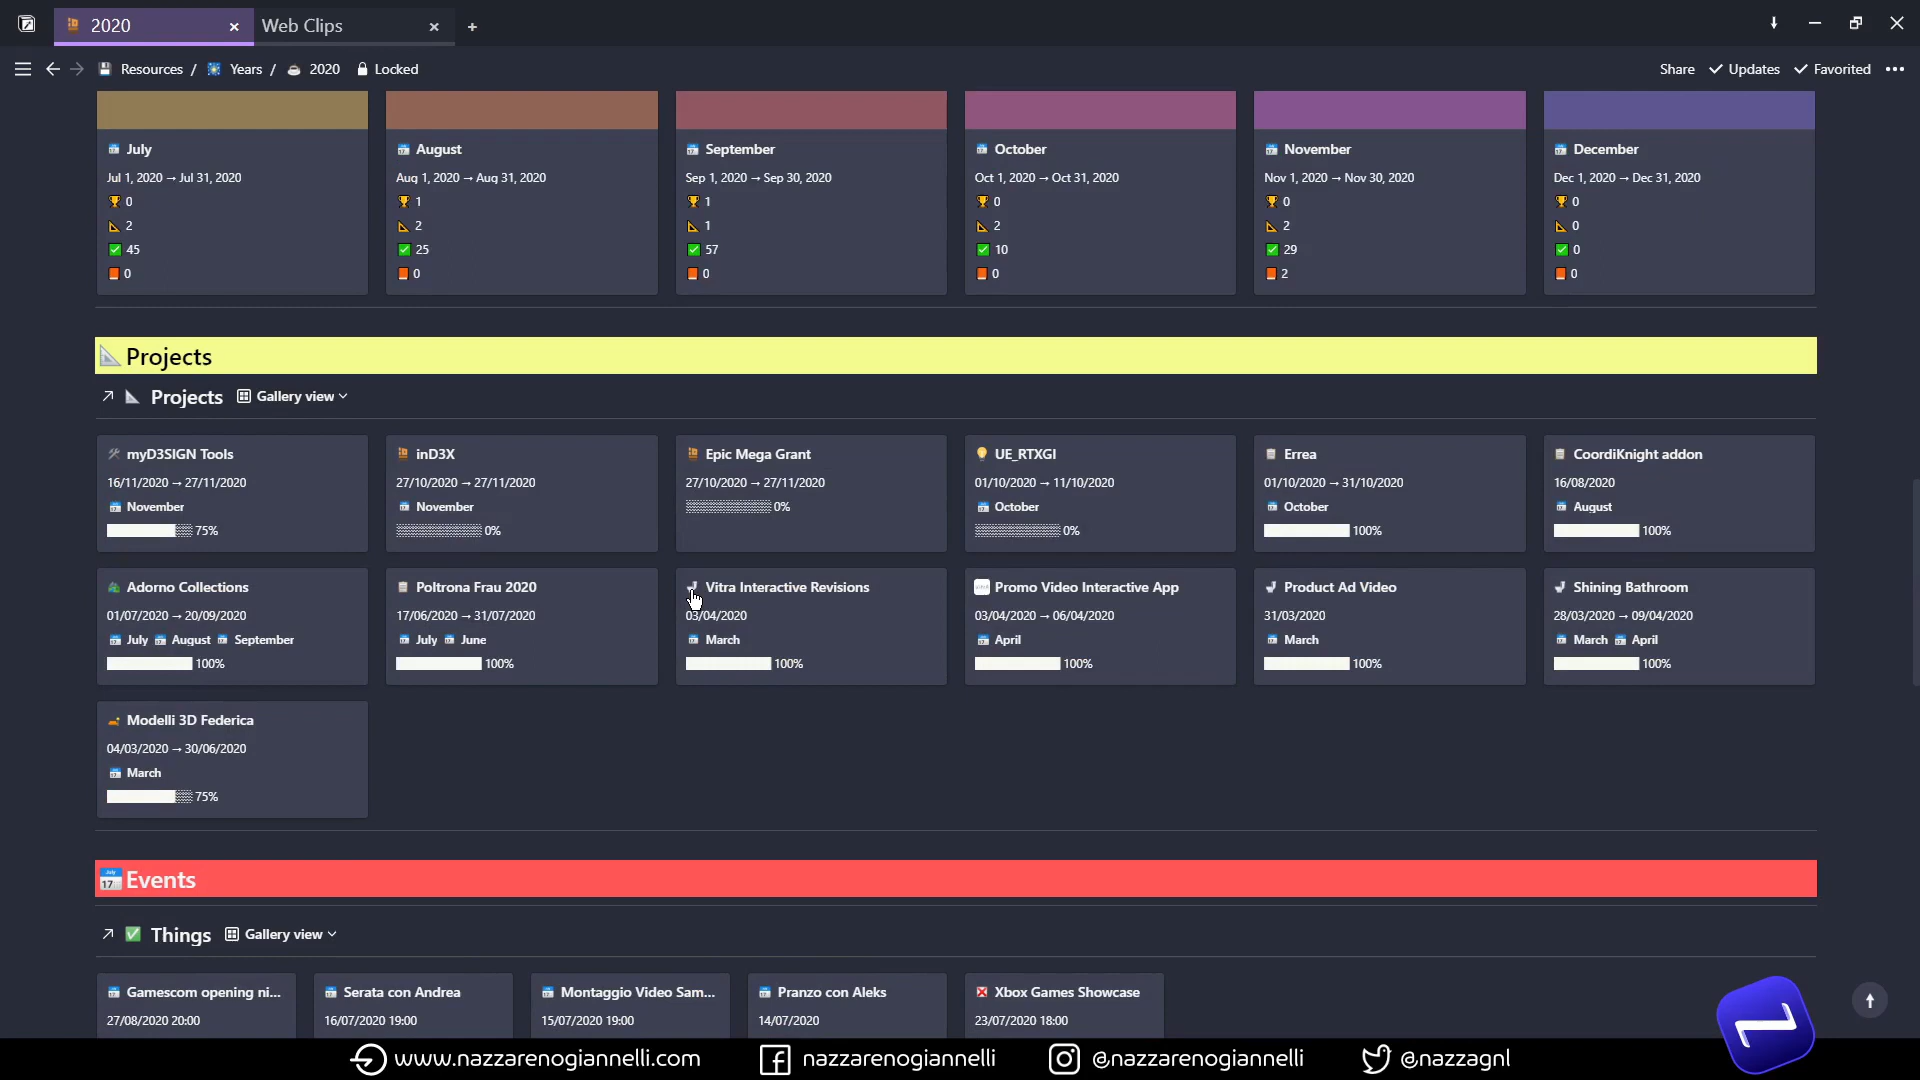 2020
Web Clips
Resources / Years / 2020 Locked
Share Updates Favorited
July
Jul 1, 2020 → Jul 31, 2020
0
2
45
0
August
Aug 1, 2020 → Aug 31, 2020
1
2
25
0
September
Sep 1, 2020 → Sep 30, 2020
1
1
57
0
October
Oct 1, 2020 → Oct 31, 2020
0
2
10
0
November
Nov 1, 2020 → Nov 30, 2020
0
2
29
2
December
Dec 1, 2020 → Dec 31, 2020
0
0
0
0
Projects
Projects Gallery view
myD3SIGN Tools
16/11/2020 → 27/11/2020
November
75%
inD3X
27/10/2020 → 27/11/2020
November
0%
Epic Mega Grant
27/10/2020 → 27/11/2020
0%
UE_RTXGI
01/10/2020 → 11/10/2020
October
0%
Errea
01/10/2020 → 31/10/2020
October
100%
CoordiKnight addon
16/08/2020
August
100%
Adorno Collections
01/07/2020 → 20/09/2020
July August September
100%
Poltrona Frau 2020
17/06/2020 → 31/07/2020
July June
100%
Vitra Interactive Revisions
03/04/2020
March
100%
Promo Video Interactive App
03/04/2020 → 06/04/2020
April
100%
Product Ad Video
31/03/2020
March
100%
Shining Bathroom
28/03/2020 → 09/04/2020
March April
100%
Modelli 3D Federica
04/03/2020 → 30/06/2020
March
75%
Events
Things Gallery view
Gamescom opening ni...
27/08/2020 20:00
Serata con Andrea
16/07/2020 19:00
Montaggio Video Sam...
15/07/2020 19:00
Pranzo con Aleks
14/07/2020
Xbox Games Showcase
23/07/2020 18:00
www.nazzarenogiannelli.com nazzarenogiannelli @nazzarenogiannelli @nazzagnl